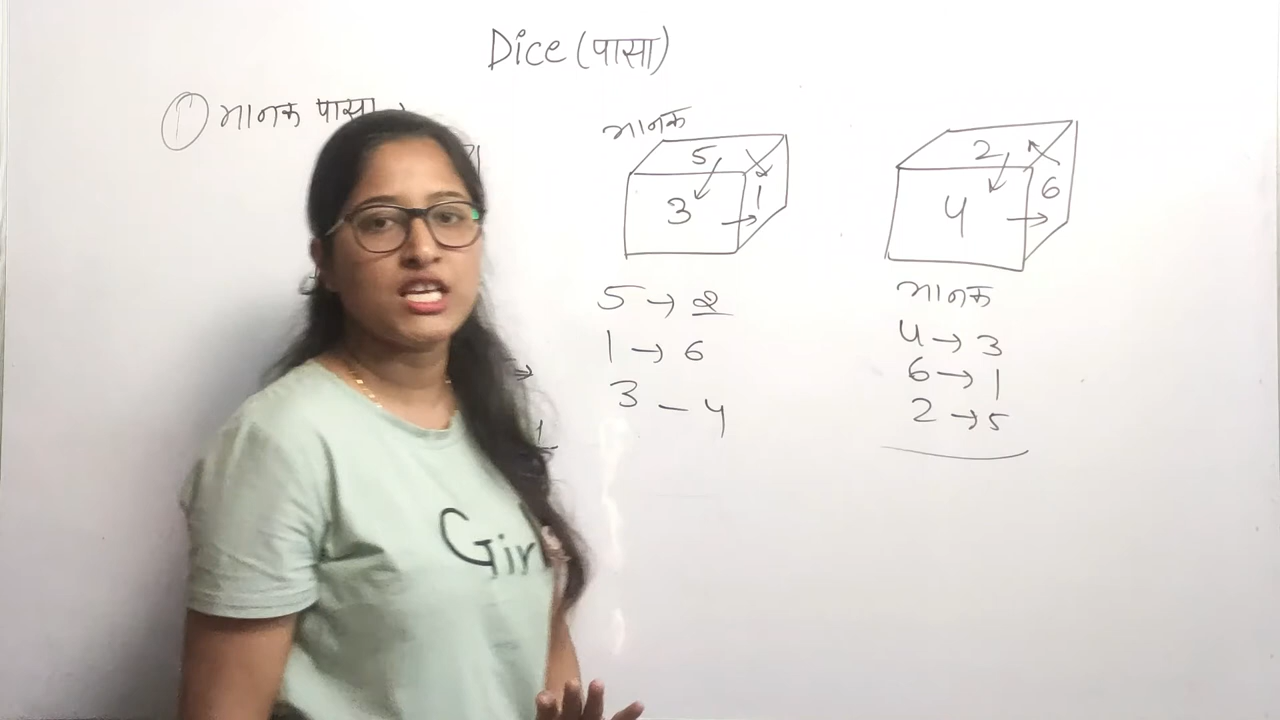 Dice (पासा)
① मानक पासा
मानक
5
3
1
2
4
6
5 → 2
1 → 6
3 – 4
मानक
4 → 3
6 → 1
2 → 5
1
Girl